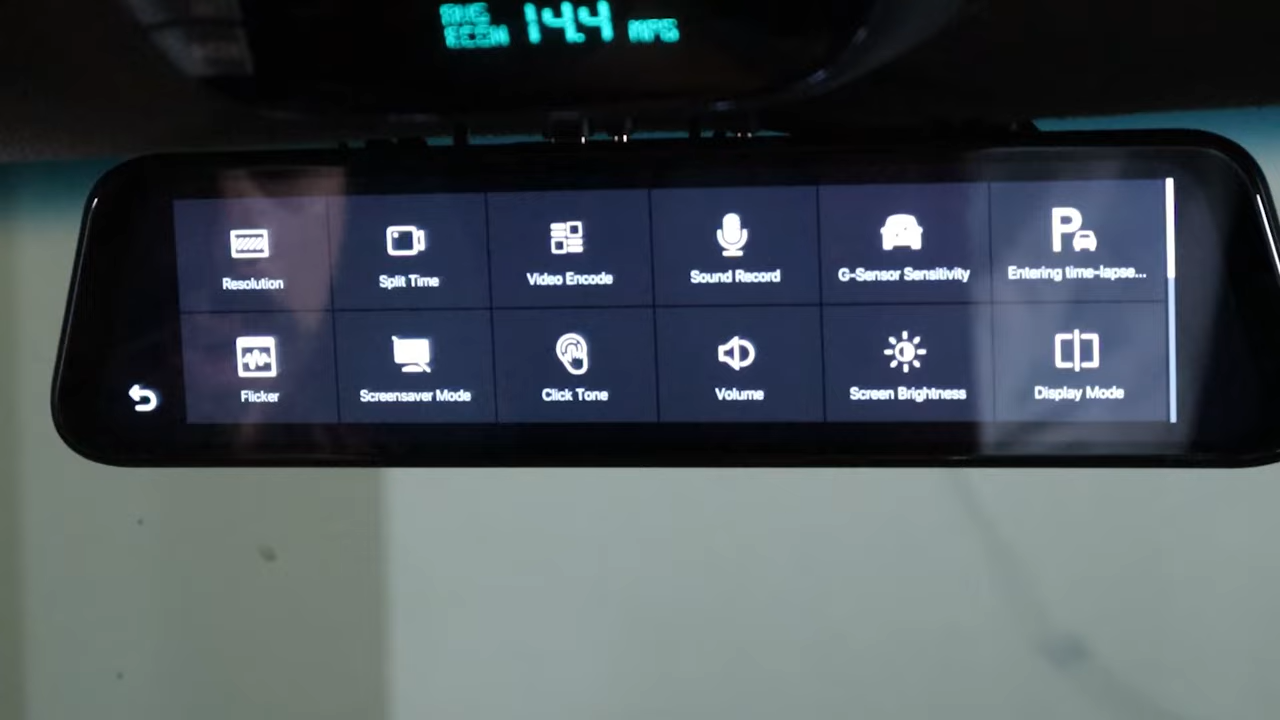 AVG
ECON 14.4 MPG
Resolution
Split Time
Video Encode
Sound Record
G-Sensor Sensitivity
Entering time-lapse...
Flicker
Screensaver Mode
Click Tone
Volume
Screen Brightness
Display Mode